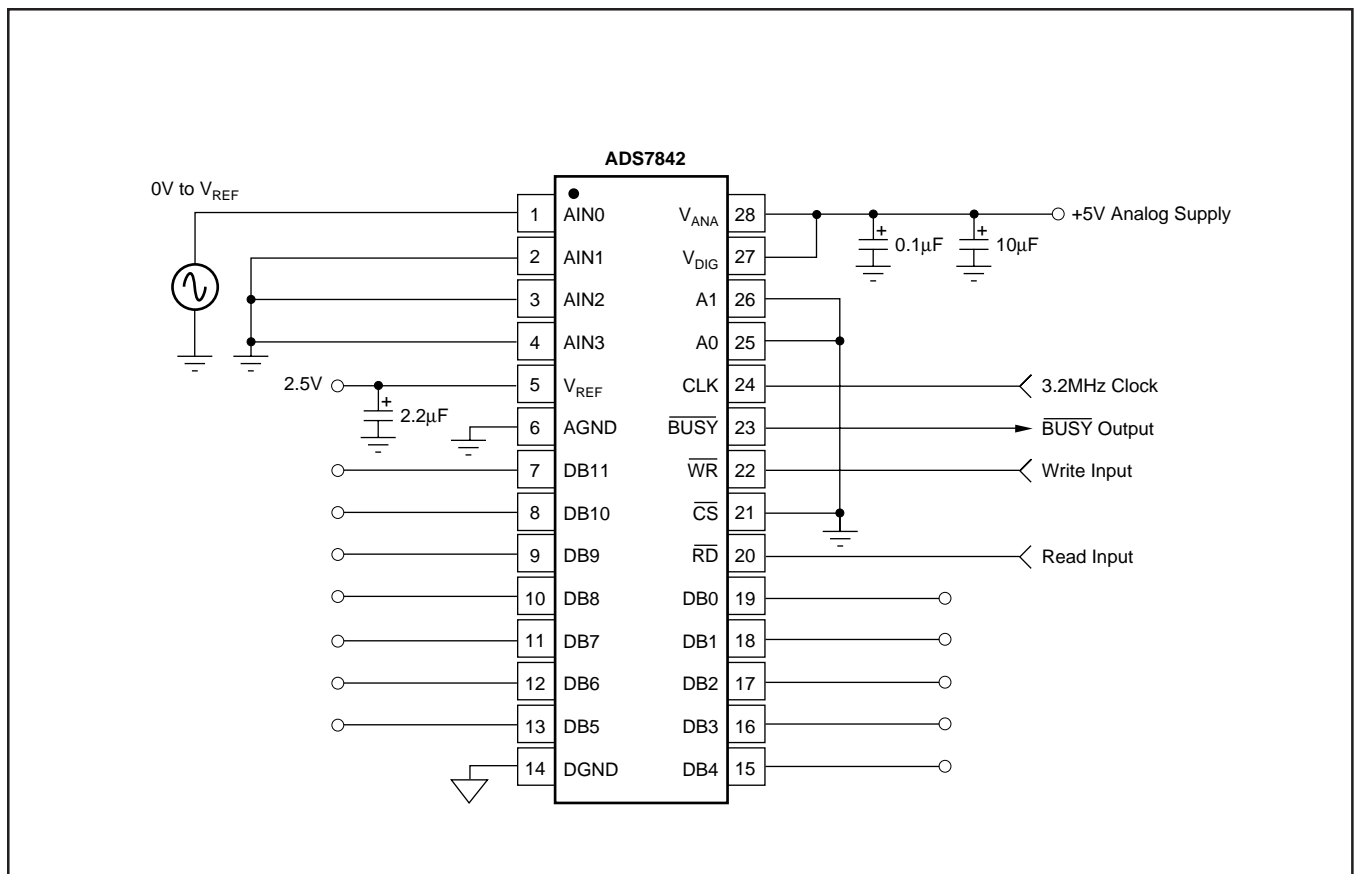 ADS7842
0V to VREF
1 AIN0 VANA 28 +5V Analog Supply
0.1μF 10μF
2 AIN1 VDIG 27
3 AIN2 A1 26
4 AIN3 A0 25
2.5V 5 VREF CLK 24 3.2MHz Clock
2.2μF
6 AGND BUSY 23 BUSY Output
7 DB11 WR 22 Write Input
8 DB10 CS 21
9 DB9 RD 20 Read Input
10 DB8 DB0 19
11 DB7 DB1 18
12 DB6 DB2 17
13 DB5 DB3 16
14 DGND DB4 15